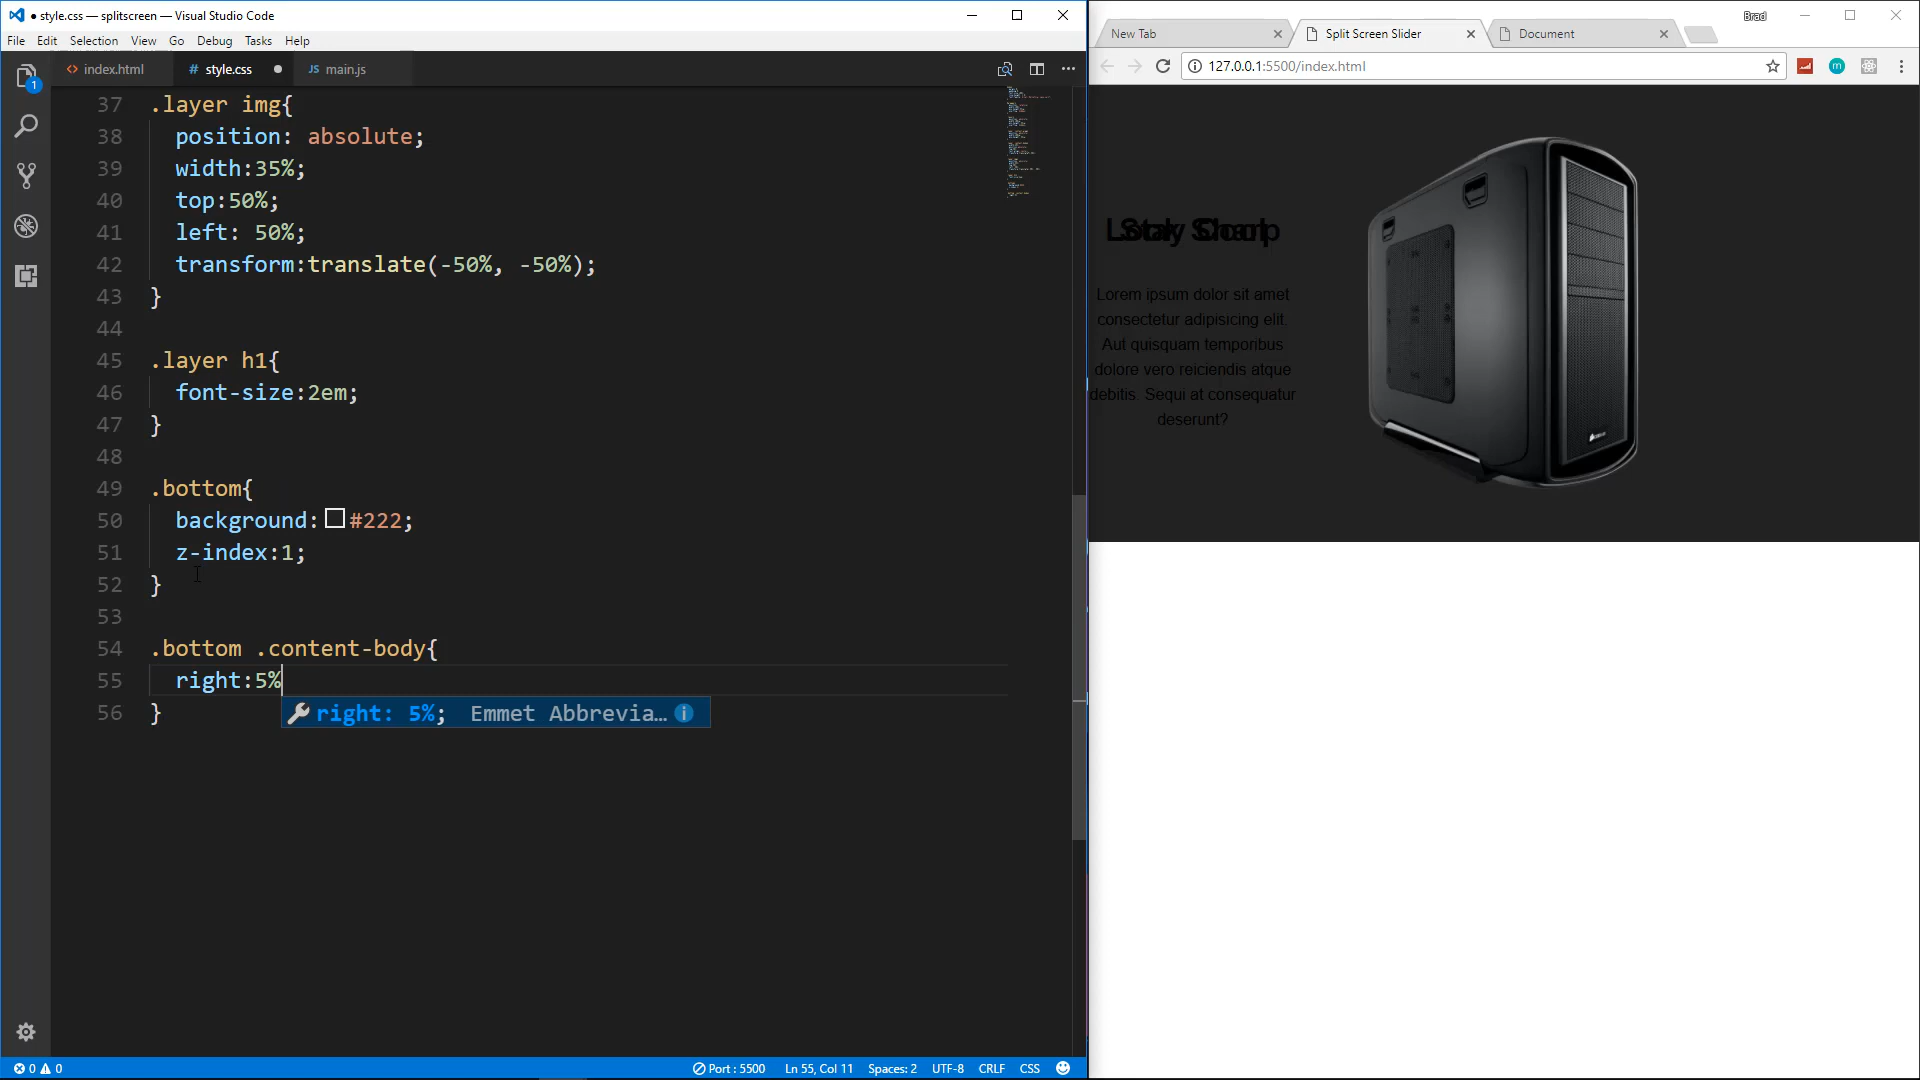 style.css — splitscreen — Visual Studio Code
File Edit Selection View Go Debug Tasks Help
index.html
style.css
main.js
37 .layer img{
38 position: absolute;
39 width:35%;
40 top:50%;
41 left: 50%;
42 transform:translate(-50%, -50%);
43 }
44
45 .layer h1{
46 font-size:2em;
47 }
48
49 .bottom{
50 background: #222;
51 z-index:1;
52 }
53
54 .bottom .content-body{
55 right:5%
right: 5%; Emmet Abbrevia…
56 }
1
0 0
Port : 5500 Ln 55, Col 11 Spaces: 2 UTF-8 CRLF CSS
Brad
New Tab
Split Screen Slider
Document
127.0.0.1:5500/index.html
Lorem ipsum dolor sit amet
consectetur adipisicing elit.
Aut quisquam temporibus
dolore vero reiciendis atque
debitis. Sequi at consequatur
deserunt?